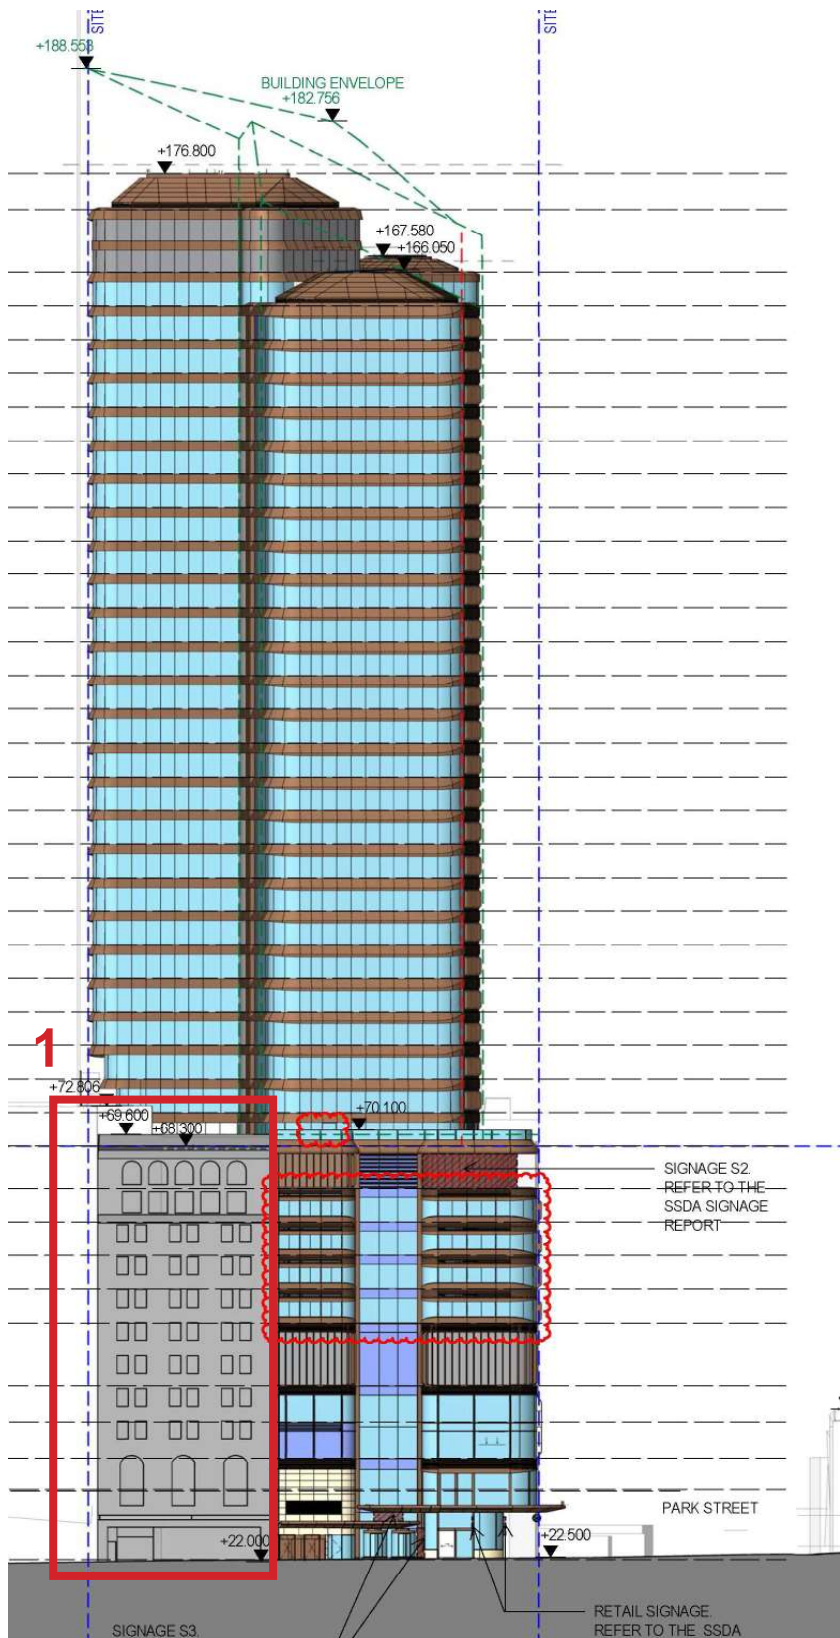 SITE
SITE
+188.553
BUILDING ENVELOPE
+182.756
+176.800
+167.580
+166.050
1
+72.806
+69.600
+68.300
+70.100
SIGNAGE S2.
REFER TO THE
SSDA SIGNAGE
REPORT
PARK STREET
+22.000
+22.500
SIGNAGE S3.
RETAIL SIGNAGE.
REFER TO THE SSDA